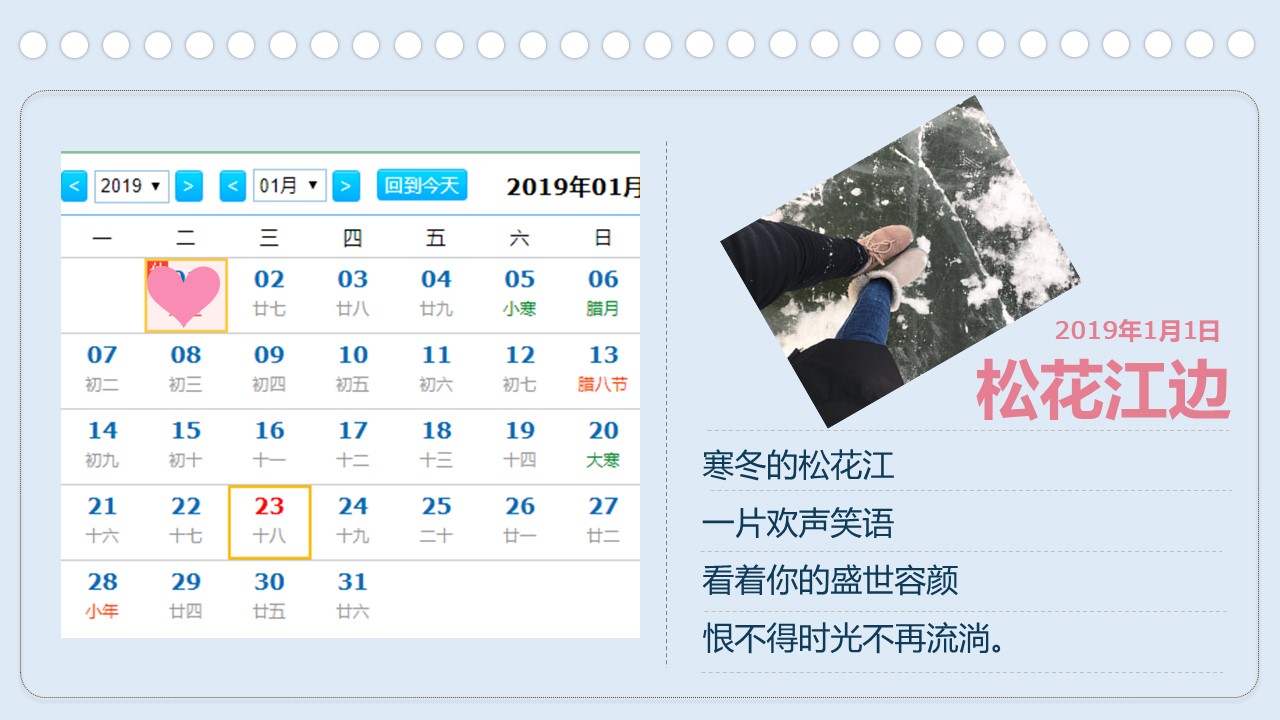 < 2019 ▼ > < 01月 ▼ > 回到今天 2019年01月
一 二 三 四 五 六 日
02 03 04 05 06
廿七 廿八 廿九 小寒 腊月
07 08 09 10 11 12 13
初二 初三 初四 初五 初六 初七 腊八节
14 15 16 17 18 19 20
初九 初十 十一 十二 十三 十四 大寒
21 22 23 24 25 26 27
十六 十七 十八 十九 二十 廿一 廿二
28 29 30 31
小年 廿四 廿五 廿六
2019年1月1日
松花江边
寒冬的松花江
一片欢声笑语
看着你的盛世容颜
恨不得时光不再流淌。